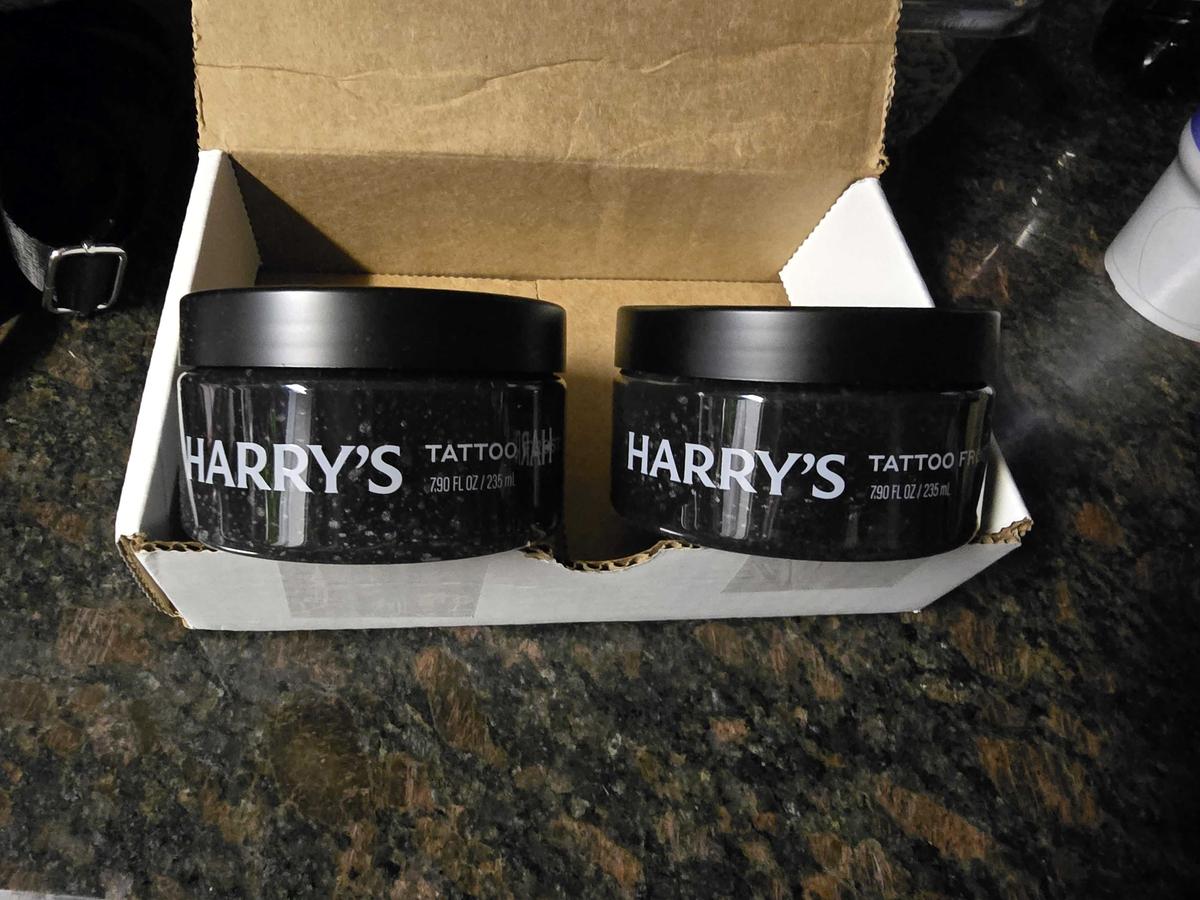 HARRY'S TATTOO
7.90 FL OZ / 235 mL
HARRY'S TATTOO
7.90 FL OZ / 235 mL